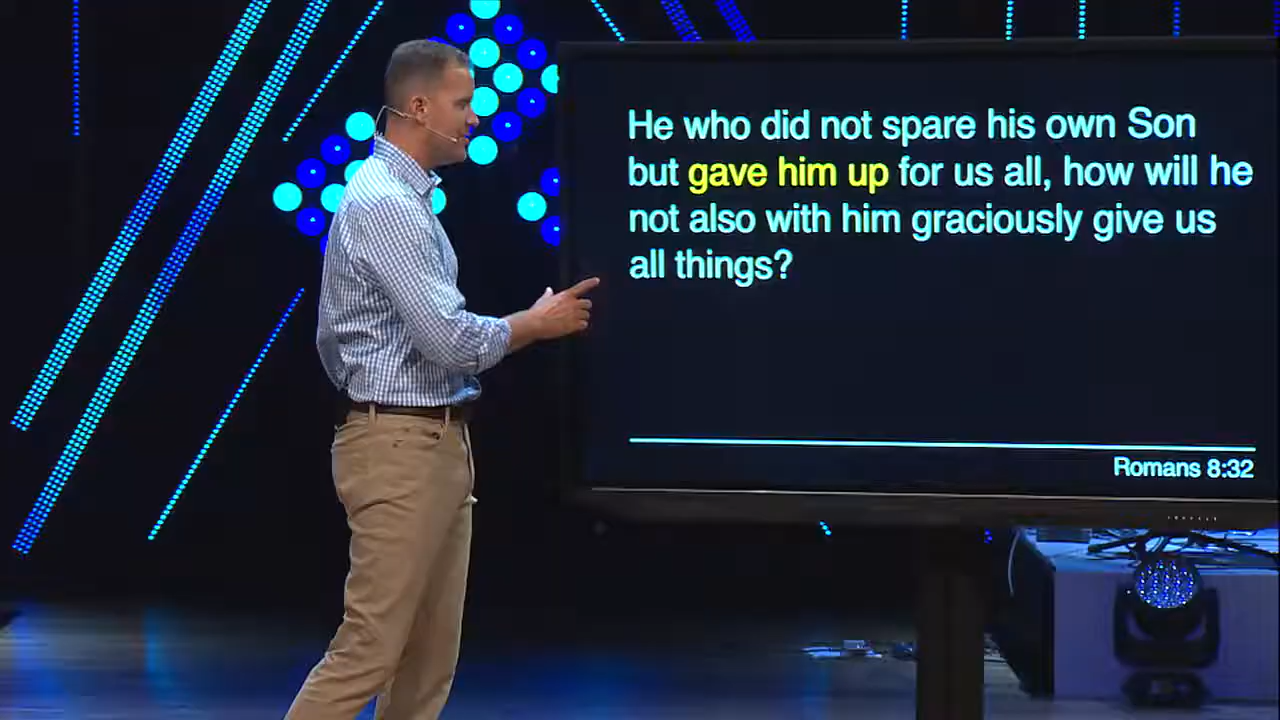 He who did not spare his own Son
but gave him up for us all, how will he
not also with him graciously give us
all things?
Romans 8:32